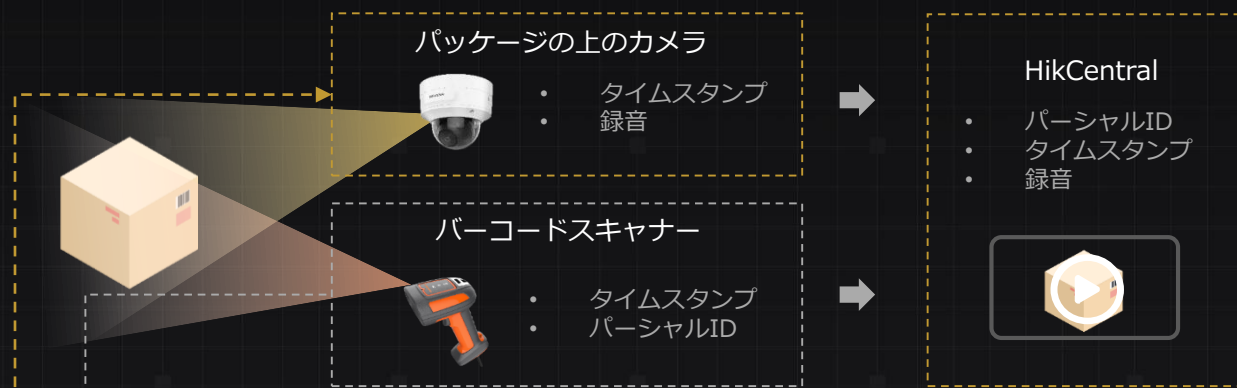 パッケージの上のカメラ
• タイムスタンプ
• 録音
バーコードスキャナー
• タイムスタンプ
• パーシャルID
HikCentral
• パーシャルID
• タイムスタンプ
• 録音